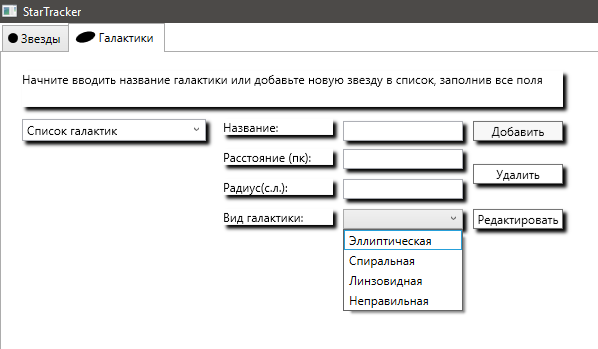 StarTracker
Звезды
Галактики
Начните вводить название галактики или добавьте новую звезду в список, заполнив все поля
Список галактик
Название:
Добавить
Расстояние (пк):
Удалить
Радиус(с.л.):
Вид галактики:
Редактировать
Эллиптическая
Спиральная
Линзовидная
Неправильная